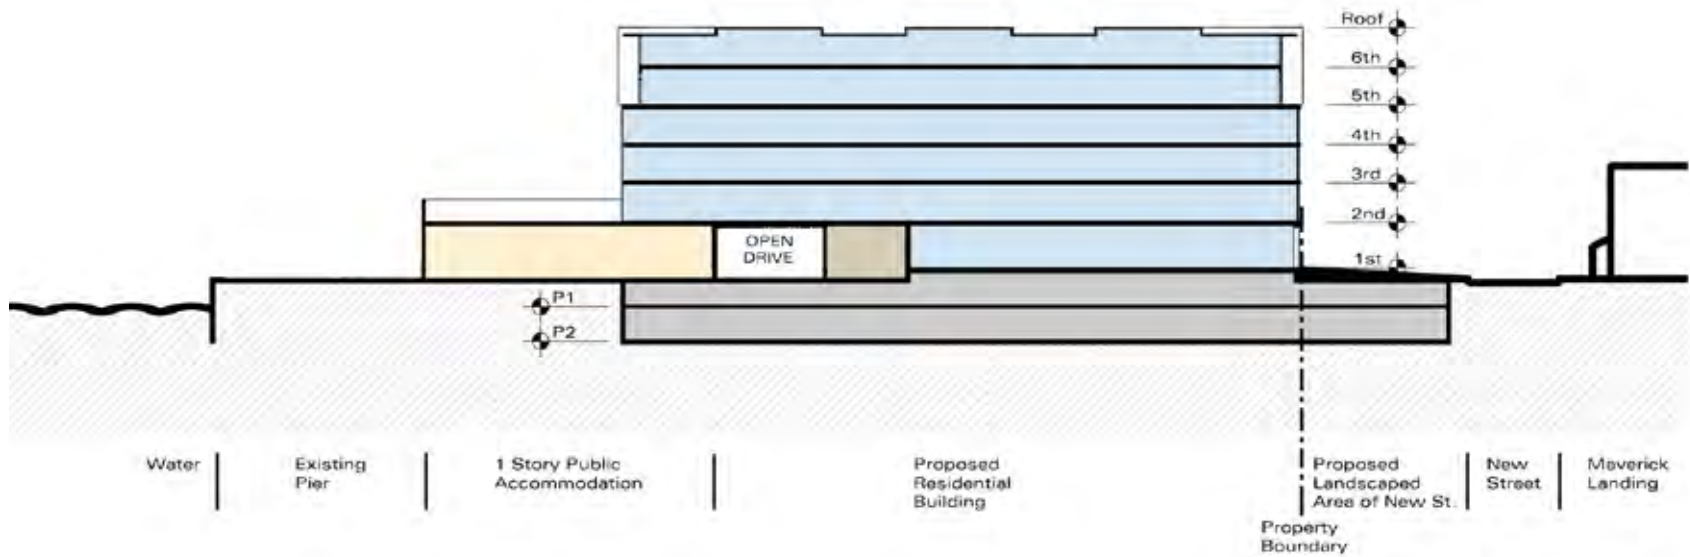 Roof
6th
5th
4th
3rd
2nd
1st
OPEN
DRIVE
P1
P2
Water
Existing
Pier
1 Story Public
Accommodation
Proposed
Residential
Building
Proposed
Landscaped
Area of New St.
New
Street
Maverick
Landing
Property
Boundary